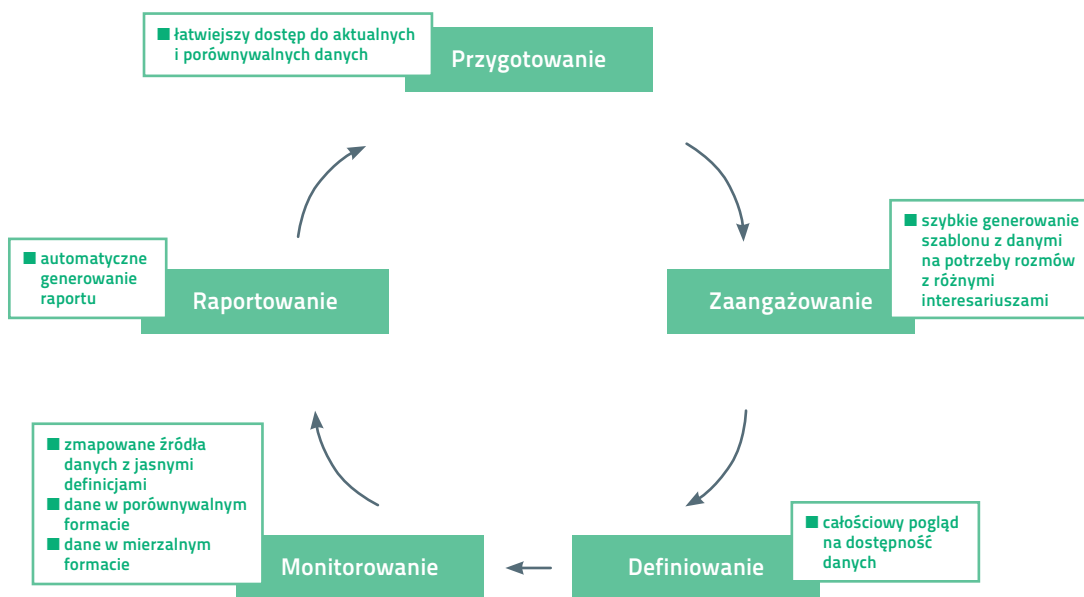 ■ łatwiejszy dostęp do aktualnych
i porównywalnych danych
Przygotowanie
■ szybkie generowanie
szablonu z danymi
na potrzeby rozmów
z różnymi
interesariuszami
Zaangażowanie
■ całościowy pogląd
na dostępność
danych
Definiowanie
■ zmapowane źródła
danych z jasnymi
definicjami
■ dane w porównywalnym
formacie
■ dane w mierzalnym
formacie
Monitorowanie
■ automatyczne
generowanie
raportu
Raportowanie